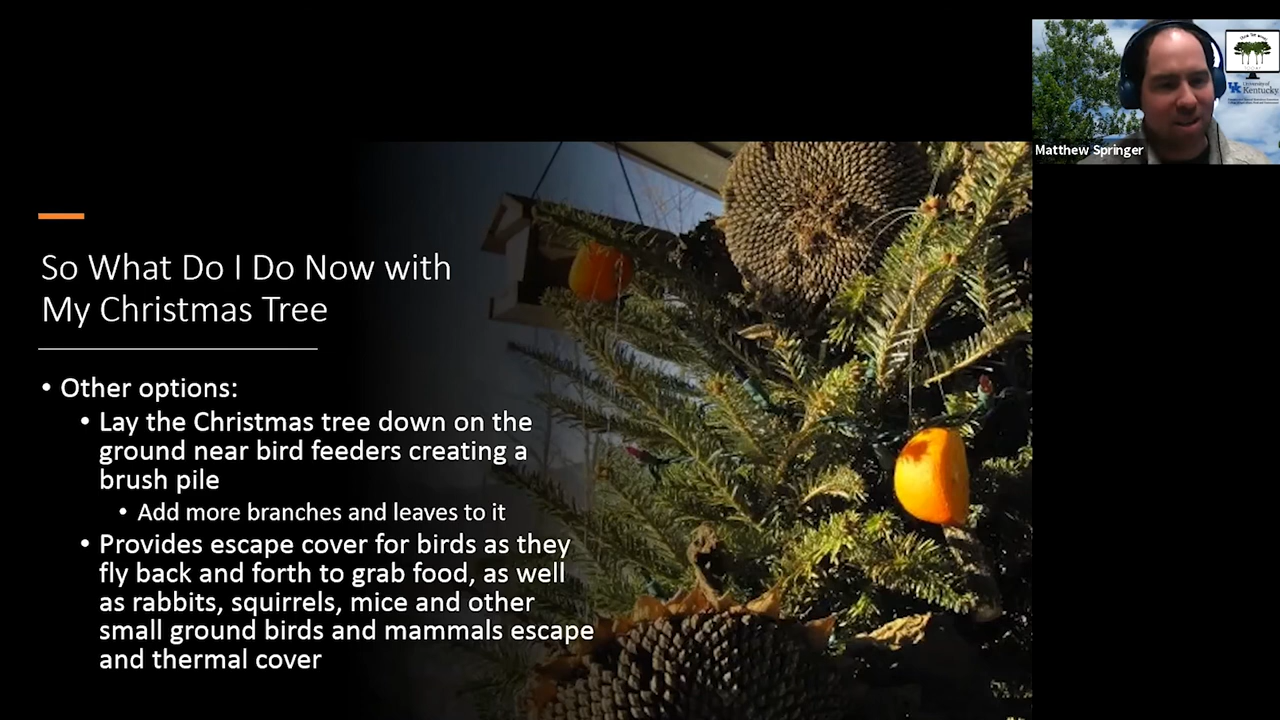 So What Do I Do Now with
My Christmas Tree
• Other options:
• Lay the Christmas tree down on the
ground near bird feeders creating a
brush pile
• Add more branches and leaves to it
• Provides escape cover for birds as they
fly back and forth to grab food, as well
as rabbits, squirrels, mice and other
small ground birds and mammals escape
and thermal cover
University of
Kentucky
Matthew Springer